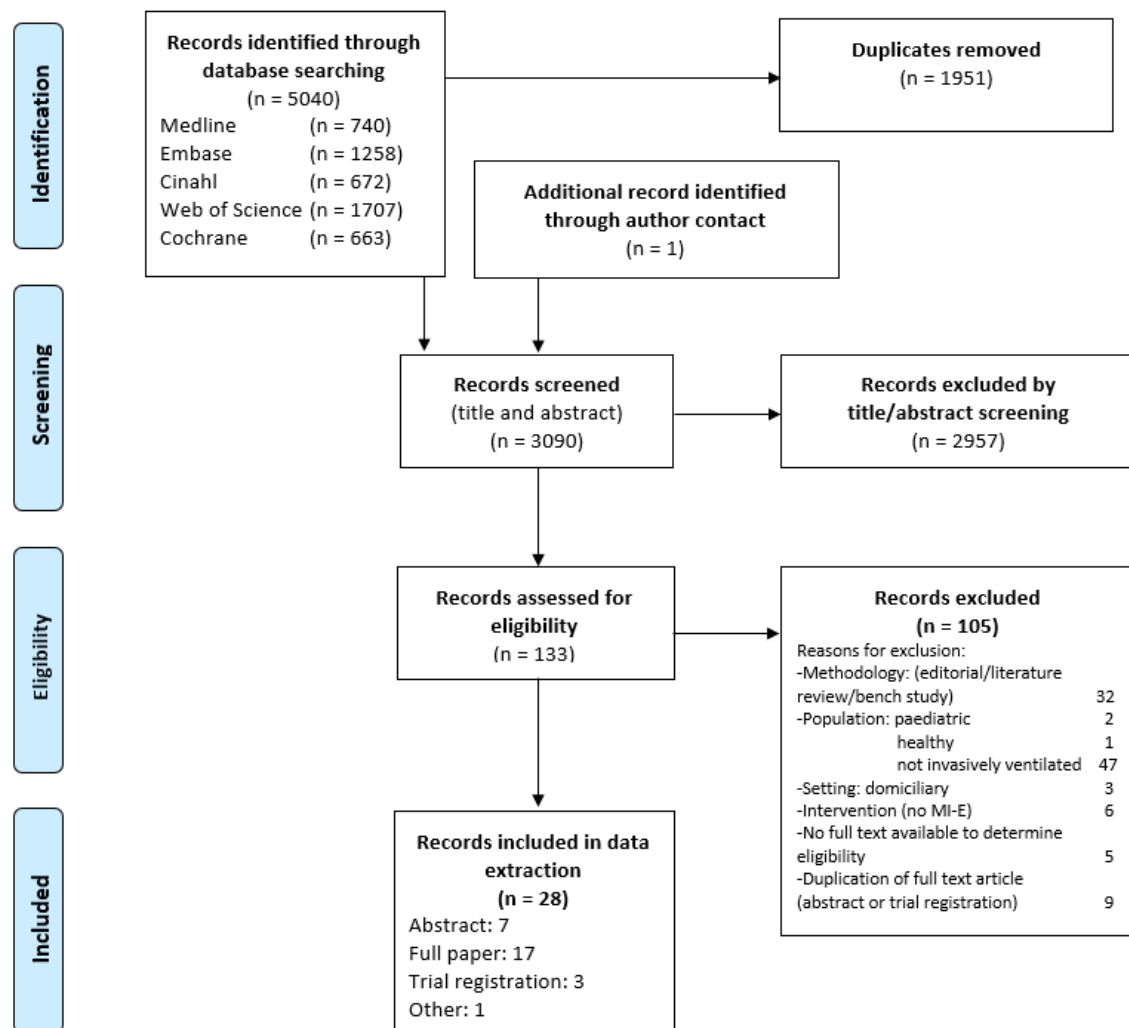 Identification
Records identified through
database searching
(n = 5040)
Medline (n = 740)
Embase (n = 1258)
Cinahl (n = 672)
Web of Science (n = 1707)
Cochrane (n = 663)
Duplicates removed
(n = 1951)
Additional record identified
through author contact
(n = 1)
Screening
Records screened
(title and abstract)
(n = 3090)
Records excluded by
title/abstract screening
(n = 2957)
Eligibility
Records assessed for
eligibility
(n = 133)
Records excluded
(n = 105)
Reasons for exclusion:
-Methodology: (editorial/literature
review/bench study) 32
-Population: paediatric 2
healthy 1
not invasively ventilated 47
-Setting: domiciliary 3
-Intervention (no MI-E) 6
-No full text available to determine
eligibility 5
-Duplication of full text article
(abstract or trial registration) 9
Included
Records included in data
extraction
(n = 28)
Abstract: 7
Full paper: 17
Trial registration: 3
Other: 1